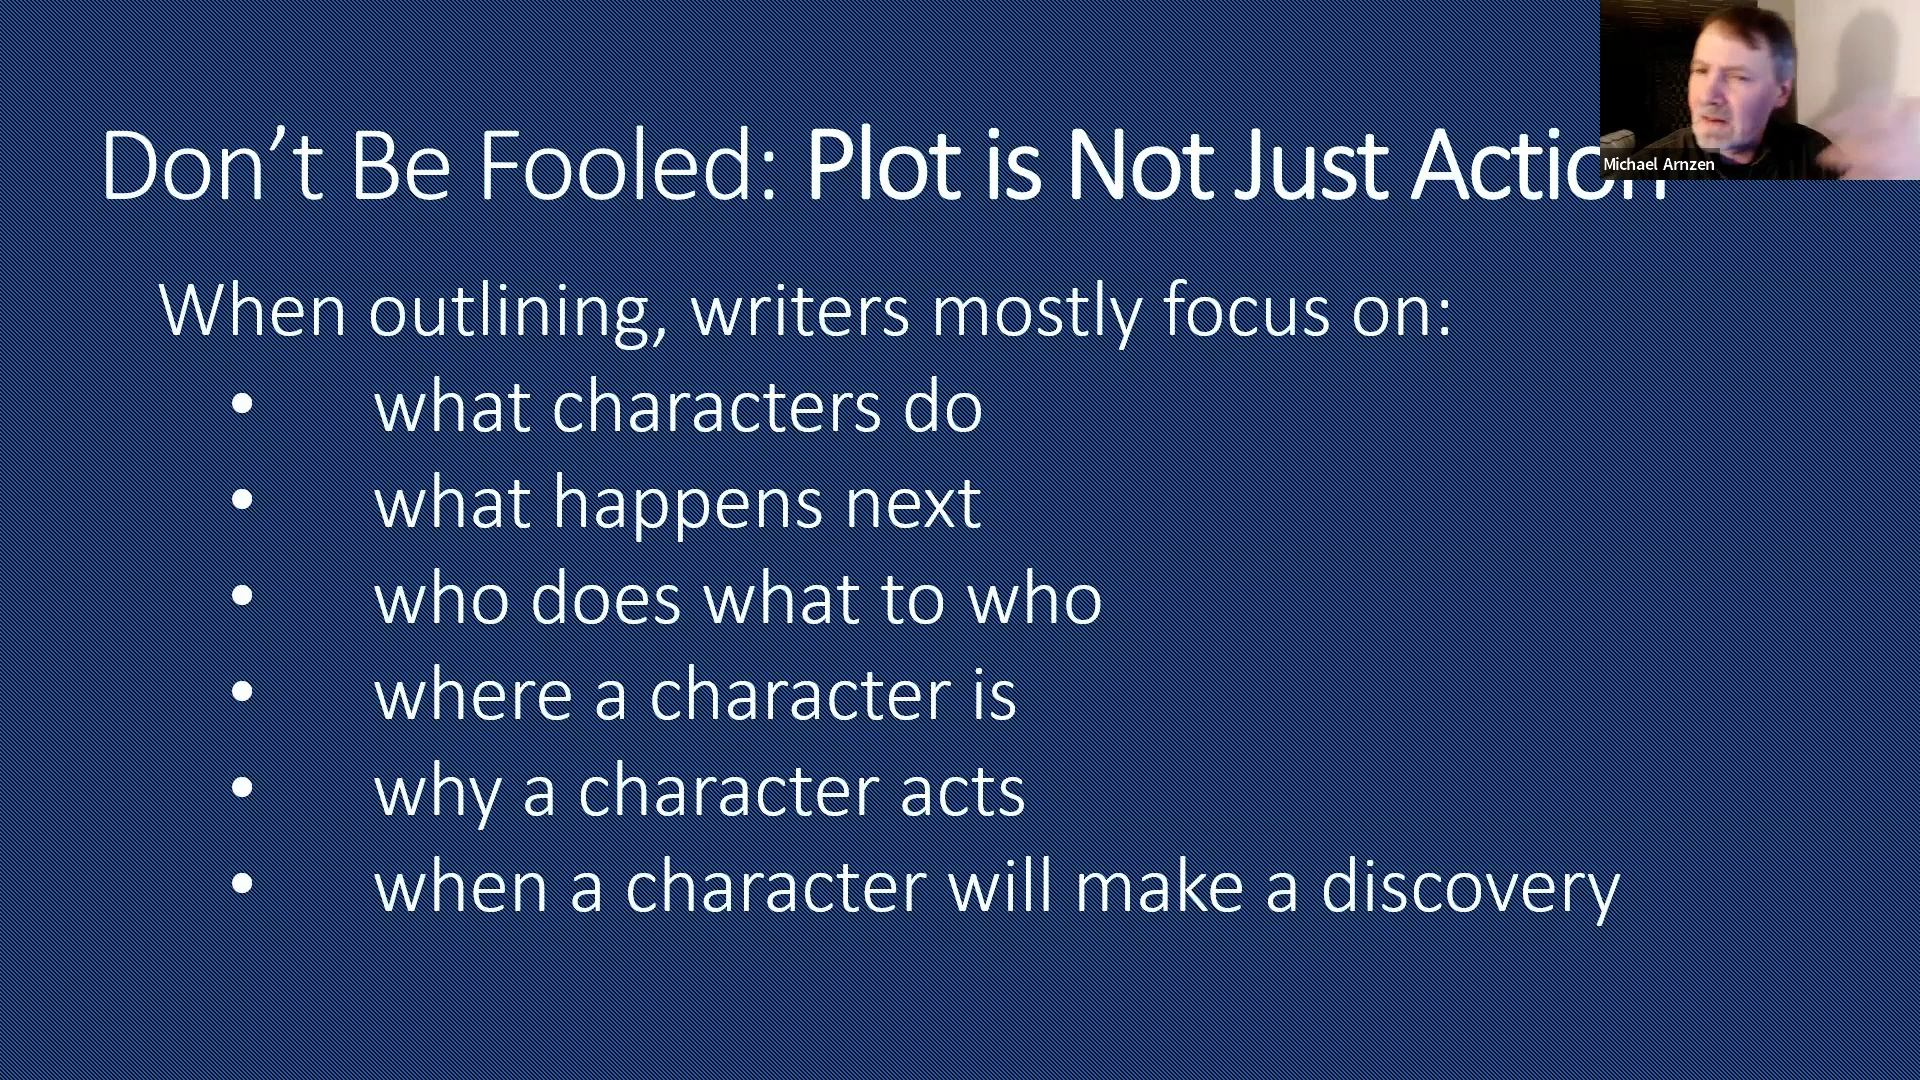 Don’t Be Fooled: Plot is Not Just Action
Michael Arnzen
When outlining, writers mostly focus on:
• what characters do
• what happens next
• who does what to who
• where a character is
• why a character acts
• when a character will make a discovery